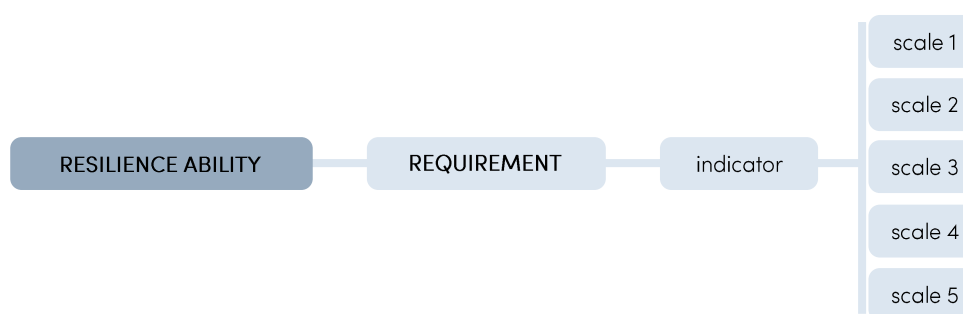 RESILIENCE ABILITY
REQUIREMENT
indicator
scale 1
scale 2
scale 3
scale 4
scale 5